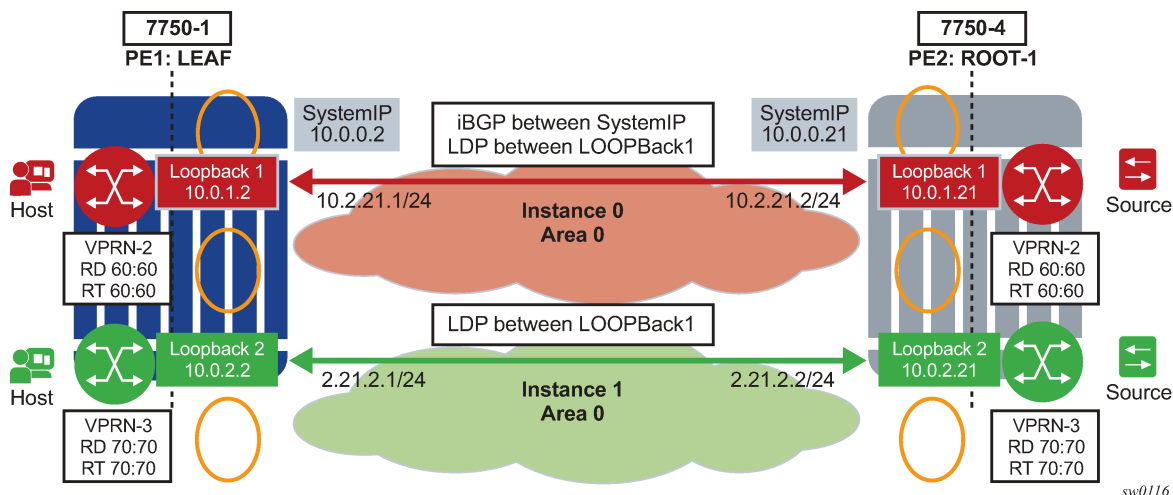 7750-1
PE1: LEAF
7750-4
PE2: ROOT-1
SystemIP
10.0.0.2
iBGP between SystemIP
LDP between LOOPBack1
SystemIP
10.0.0.21
Host
Loopback 1
10.0.1.2
10.2.21.1/24
10.2.21.2/24
Loopback 1
10.0.1.21
Source
Instance 0
Area 0
VPRN-2
RD 60:60
RT 60:60
VPRN-2
RD 60:60
RT 60:60
LDP between LOOPBack1
Host
Loopback 2
10.0.2.2
2.21.2.1/24
2.21.2.2/24
Loopback 2
10.0.2.21
Source
Instance 1
Area 0
VPRN-3
RD 70:70
RT 70:70
VPRN-3
RD 70:70
RT 70:70
sw0116